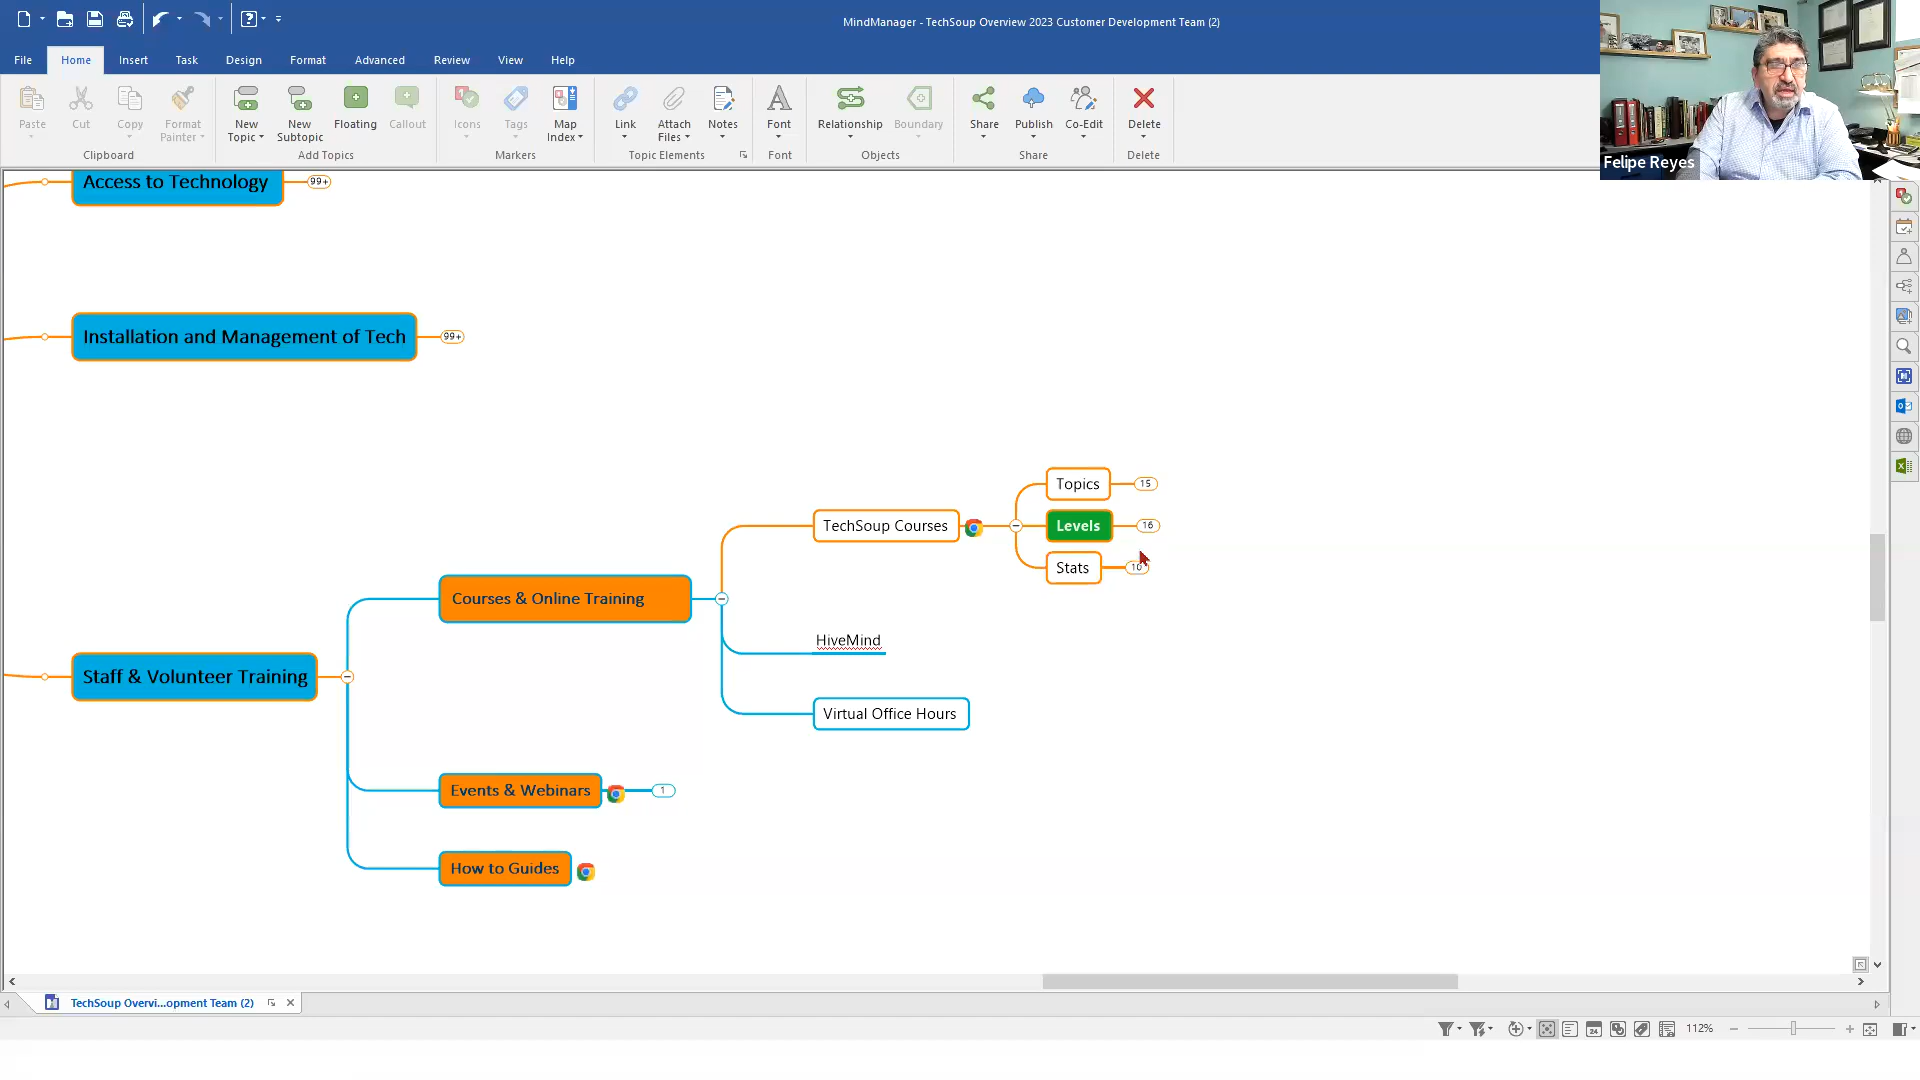 MindManager - TechSoup Overview 2023 Customer Development Team (2)
File Home Insert Task Design Format Advanced Review View Help
Paste Cut Copy Format Painter
New Topic New Subtopic Floating Callout
Icons Tags Map Index
Link Attach Files Notes
Font
Relationship Boundary
Share Publish Co-Edit
Delete
Clipboard Add Topics Markers Topic Elements Font Objects Share Delete
Felipe Reyes
Access to Technology 99+
Installation and Management of Tech 99+
Topics 15
TechSoup Courses Levels 16
Stats 10
Courses & Online Training
HiveMind
Staff & Volunteer Training
Virtual Office Hours
Events & Webinars 1
How to Guides
TechSoup Overvi...opment Team (2)
24
112%